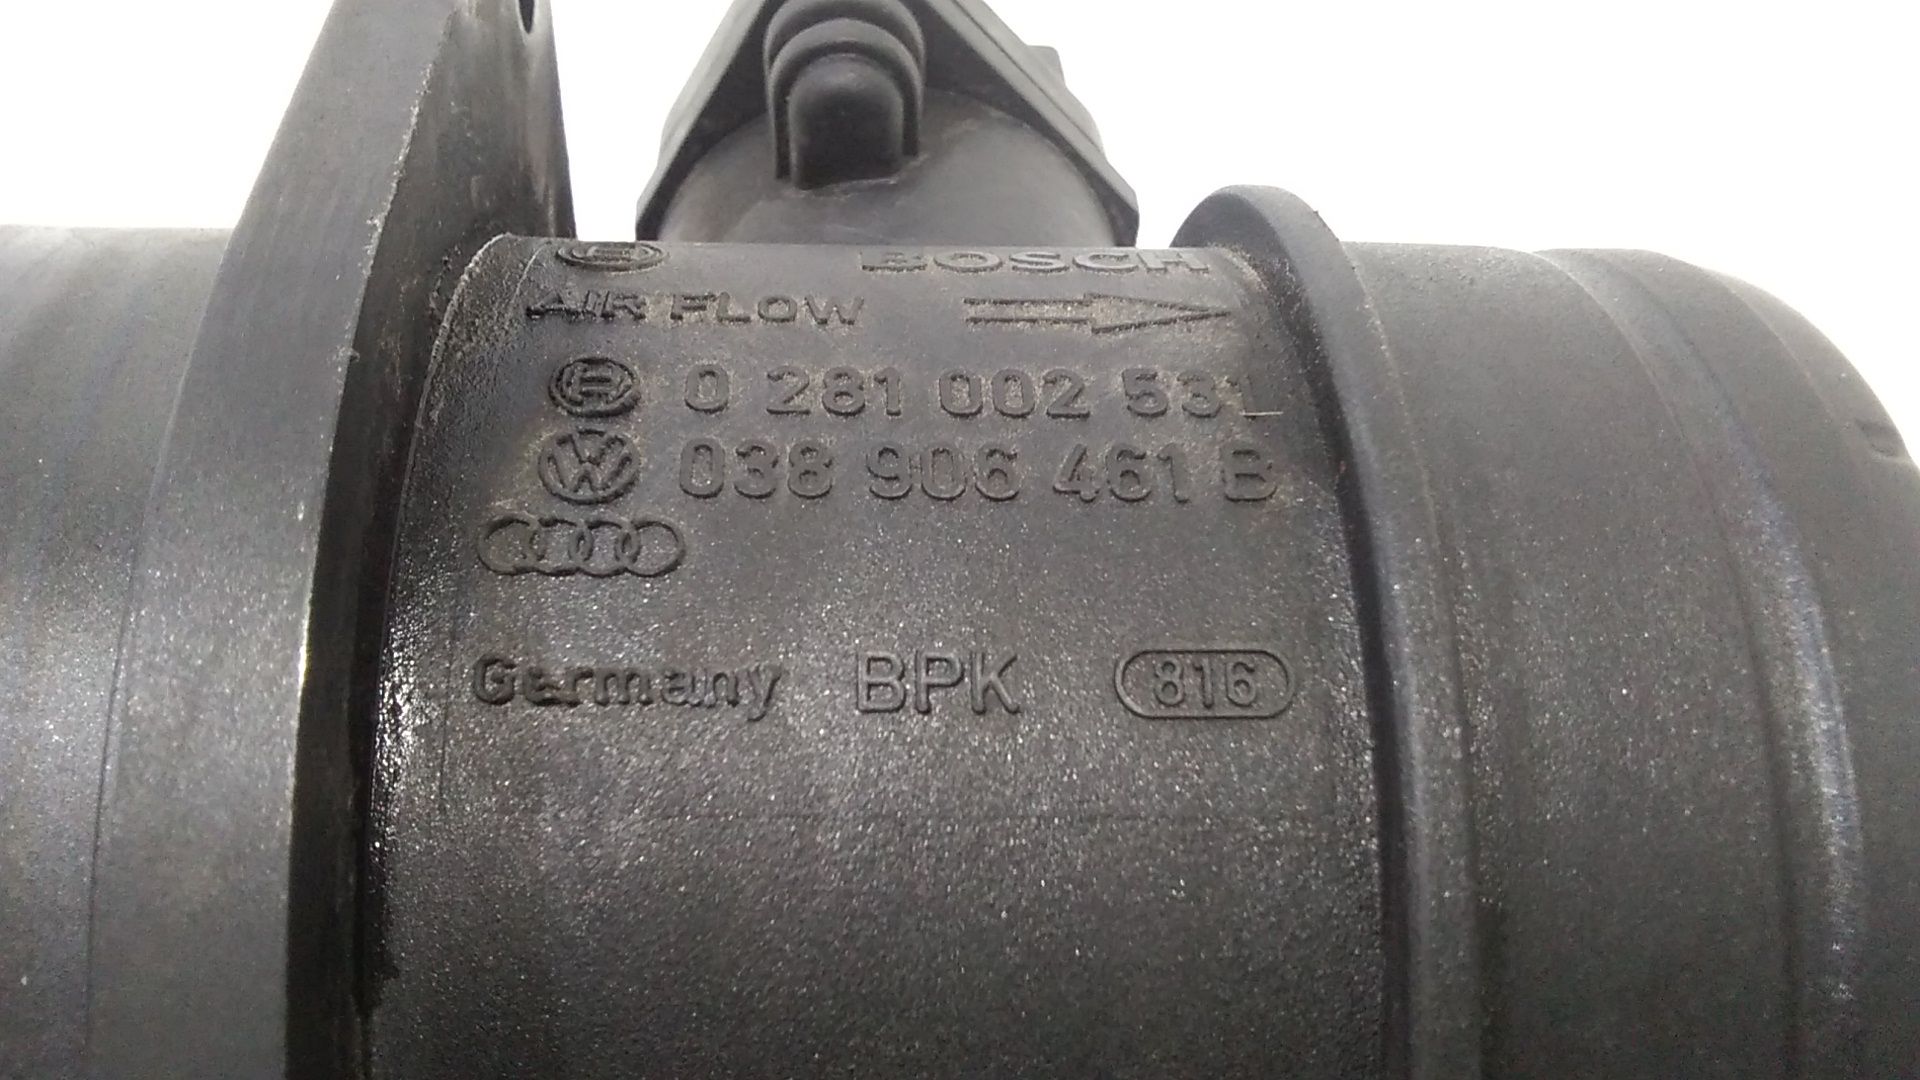 BOSCH
AIR FLOW
0 281 002 531
038 906 461 B
Germany BPK 816